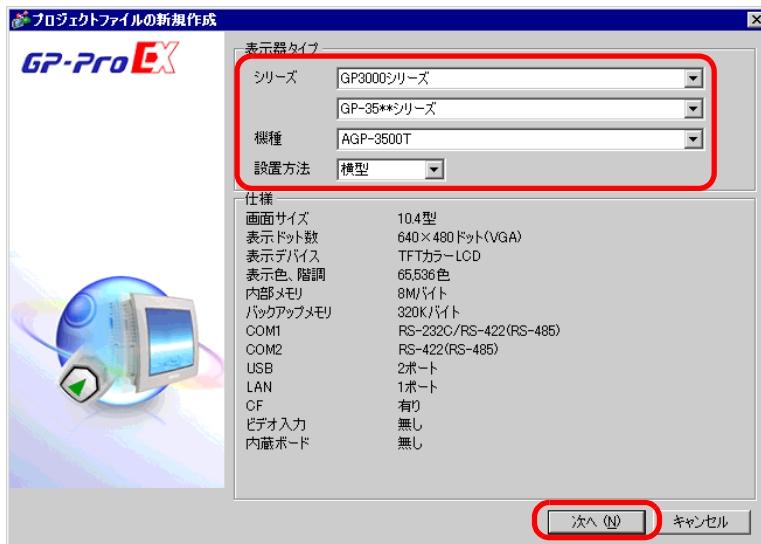 プロジェクトファイルの新規作成
GP-Pro EX
表示器タイプ
シリーズ GP3000シリーズ
GP-35**シリーズ
機種 AGP-3500T
設置方法 横型
仕様
画面サイズ 10.4型
表示ドット数 640×480ドット(VGA)
表示デバイス TFTカラーLCD
表示色、階調 65,536色
内部メモリ 8Mバイト
バックアップメモリ 320Kバイト
COM1 RS-232C/RS-422(RS-485)
COM2 RS-422(RS-485)
USB 2ポート
LAN 1ポート
CF 有り
ビデオ入力 無し
内蔵ボード 無し
次へ (N) キャンセル